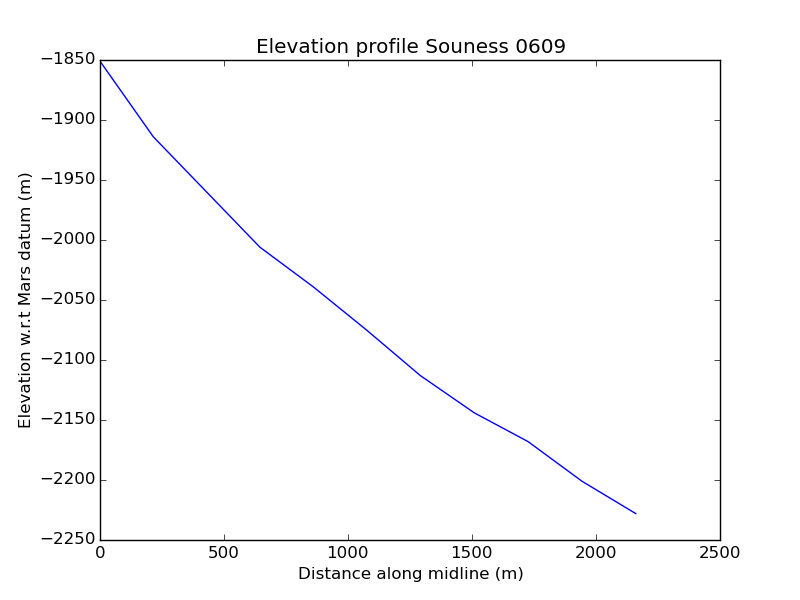 Elevation profile Souness 0609
−1850
−1900
−1950
−2000
−2050
−2100
−2150
−2200
−2250
Elevation w.r.t Mars datum (m)
0 500 1000 1500 2000 2500
Distance along midline (m)